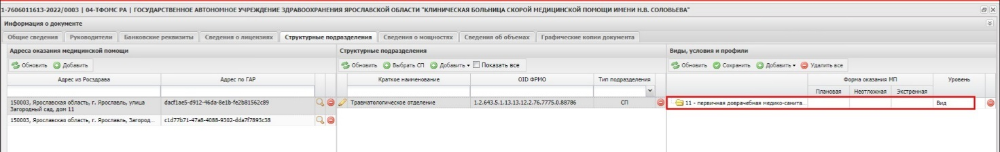 1-7606011613-2022/0003 | 04-ТФОМС РА | ГОСУДАРСТВЕННОЕ АВТОНОМНОЕ УЧРЕЖДЕНИЕ ЗДРАВООХРАНЕНИЯ ЯРОСЛАВСКОЙ ОБЛАСТИ "КЛИНИЧЕСКАЯ БОЛЬНИЦА СКОРОЙ МЕДИЦИНСКОЙ ПОМОЩИ ИМЕНИ Н.В. СОЛОВЬЕВА"
Информация о документе
Общие сведения Руководители Банковские реквизиты Сведения о лицензиях Структурные подразделения Сведения о мощностях Сведения об объемах Графические копии документа
Адреса оказания медицинской помощи Структурные подразделения Виды, условия и профили
Обновить Добавить Обновить Выбрать СП Добавить Показать все Обновить Сохранить Добавить Удалить все
Адрес из Росздрава Адрес по ГАР Краткое наименование OID ФРМО Тип подразделения Форма оказания МП Уровень
Плановая Неотложная Экстренная
150003, Ярославская область, г. Ярославль, улица dacf1ae5-d912-46da-8e1b-fe2b81562c89 Травматологическое отделение 1.2.643.5.1.13.13.12.2.76.7775.0.88786 СП 11 - первичная доврачебная медико-санита... Вид
Загородный сад, дом 11
150003, Ярославская область, г. Ярославль, Загород... c1d77b71-47a8-4088-9302-dda7f7893c38